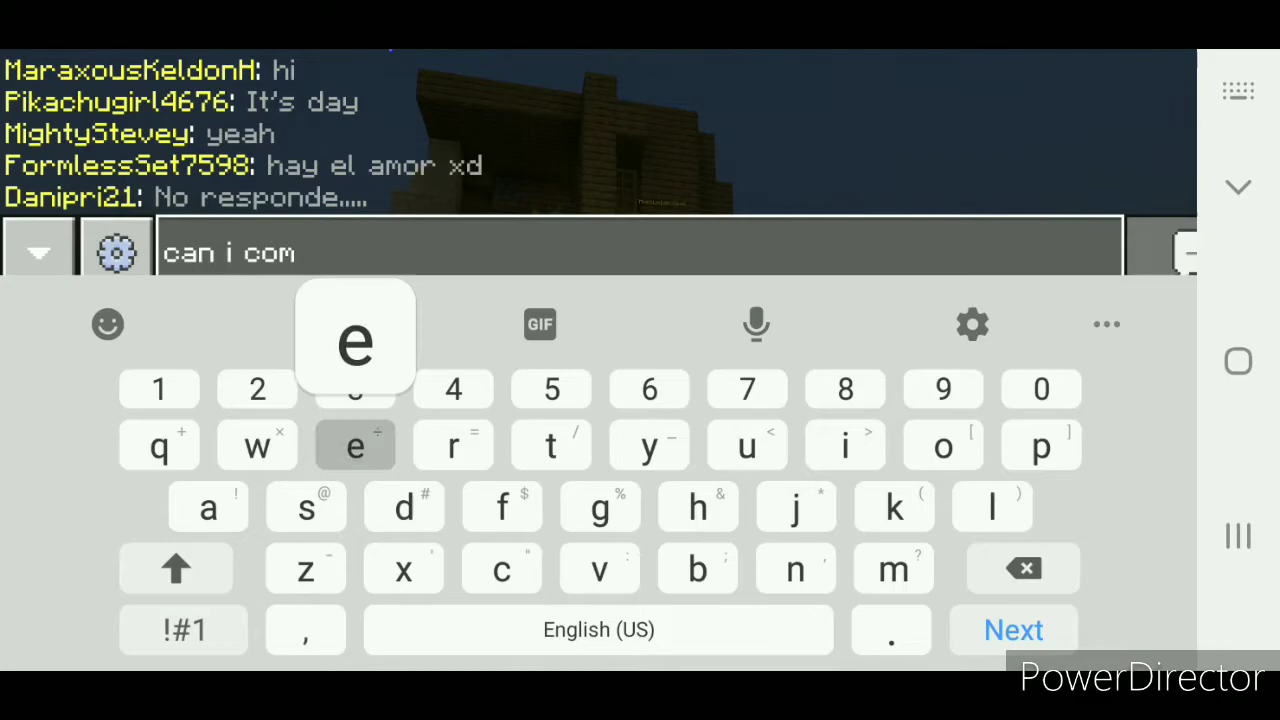 MaraxousKeldonH: hi
Pikachugirl4676: It's day
MightyStevey: yeah
FormlessSet7598: hay el amor xd
Danipri21: No responde.....
can i com
e
GIF
1 2 4 5 6 7 8 9 0
q + w × e ÷ r = t / y _ u < i > o [ p ]
a ! s @ d # f $ g % h & j * k ( l )
z - x ' c " v : b ; n , m ?
!#1 , English (US) . Next
PowerDirector